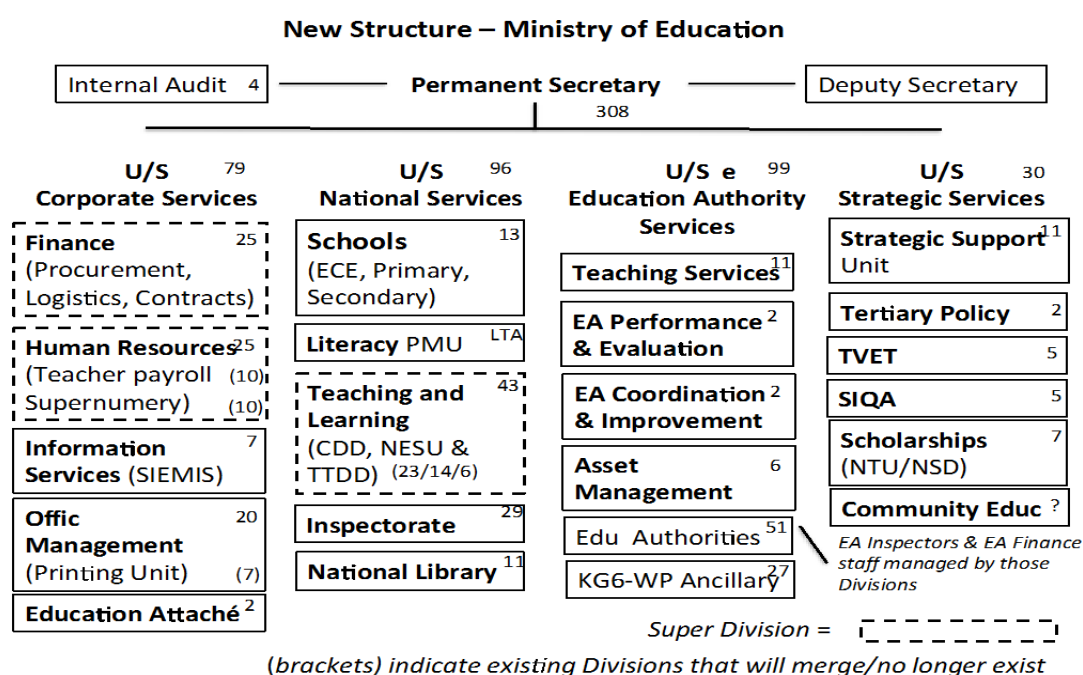 New Structure – Ministry of Education
Internal Audit 4
Permanent Secretary
Deputy Secretary
308
U/S 79
Corporate Services
Finance 25
(Procurement,
Logistics, Contracts)
Human Resources 25
(Teacher payroll (10)
Supernumery) (10)
Information 7
Services (SIEMIS)
Offic 20
Management
(Printing Unit) (7)
Education Attaché 2
U/S 96
National Services
Schools 13
(ECE, Primary,
Secondary)
Literacy PMU LTA
Teaching and 43
Learning
(CDD, NESU &
TTDD) (23/14/6)
Inspectorate 29
National Library 11
U/S e 99
Education Authority
Services
Teaching Services 11
EA Performance 2
& Evaluation
EA Coordination 2
& Improvement
Asset 6
Management
Edu Authorities 51
KG6-WP Ancillary 27
U/S 30
Strategic Services
Strategic Support 11
Unit
Tertiary Policy 2
TVET 5
SIQA 5
Scholarships 7
(NTU/NSD)
Community Educ ?
EA Inspectors & EA Finance
staff managed by those
Divisions
Super Division =
(brackets) indicate existing Divisions that will merge/no longer exist